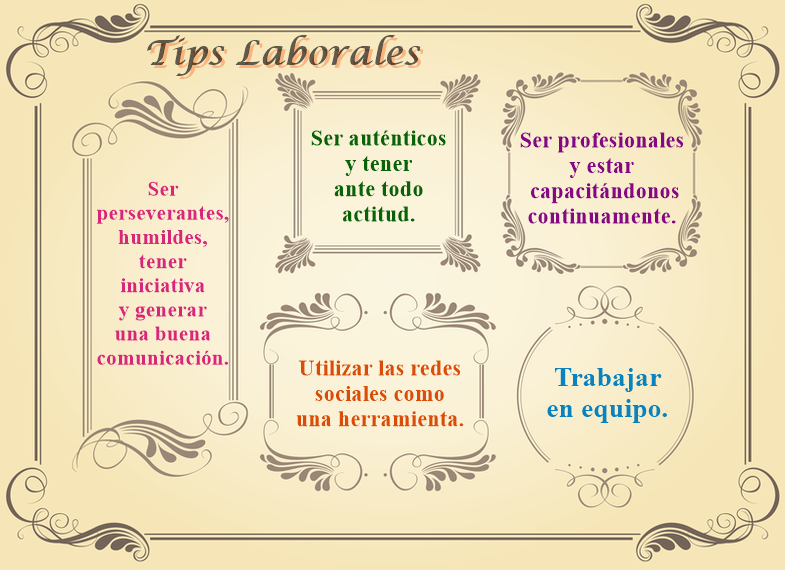 Tips Laborales
Ser
perseverantes,
humildes,
tener
iniciativa
y generar
una buena
comunicación.
Ser auténticos
y tener
ante todo
actitud.
Ser profesionales
y estar
capacitándonos
continuamente.
Utilizar las redes
sociales como
una herramienta.
Trabajar
en equipo.